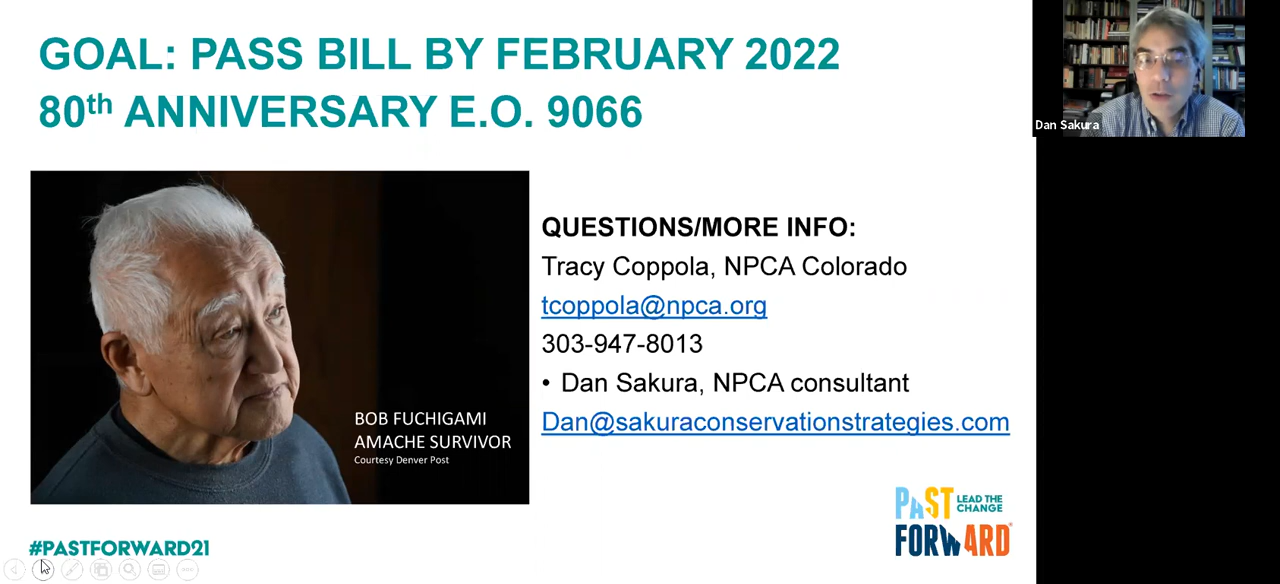 GOAL: PASS BILL BY FEBRUARY 2022
80th ANNIVERSARY E.O. 9066
Dan Sakura
BOB FUCHIGAMI
AMACHE SURVIVOR
Courtesy Denver Post
QUESTIONS/MORE INFO:
Tracy Coppola, NPCA Colorado
tcoppola@npca.org
303-947-8013
• Dan Sakura, NPCA consultant
Dan@sakuraconservationstrategies.com
PAST LEAD THE
CHANGE
FORWARD®
#PASTFORWARD21